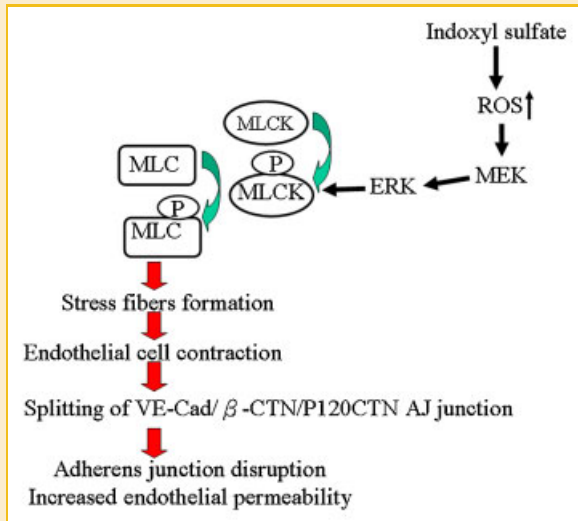 Indoxyl sulfate
ROS
MEK
ERK
MLCK
P
MLCK
MLC
P
MLC
Stress fibers formation
Endothelial cell contraction
Splitting of VE-Cad/β-CTN/P120CTN AJ junction
Adherens junction disruption
Increased endothelial permeability